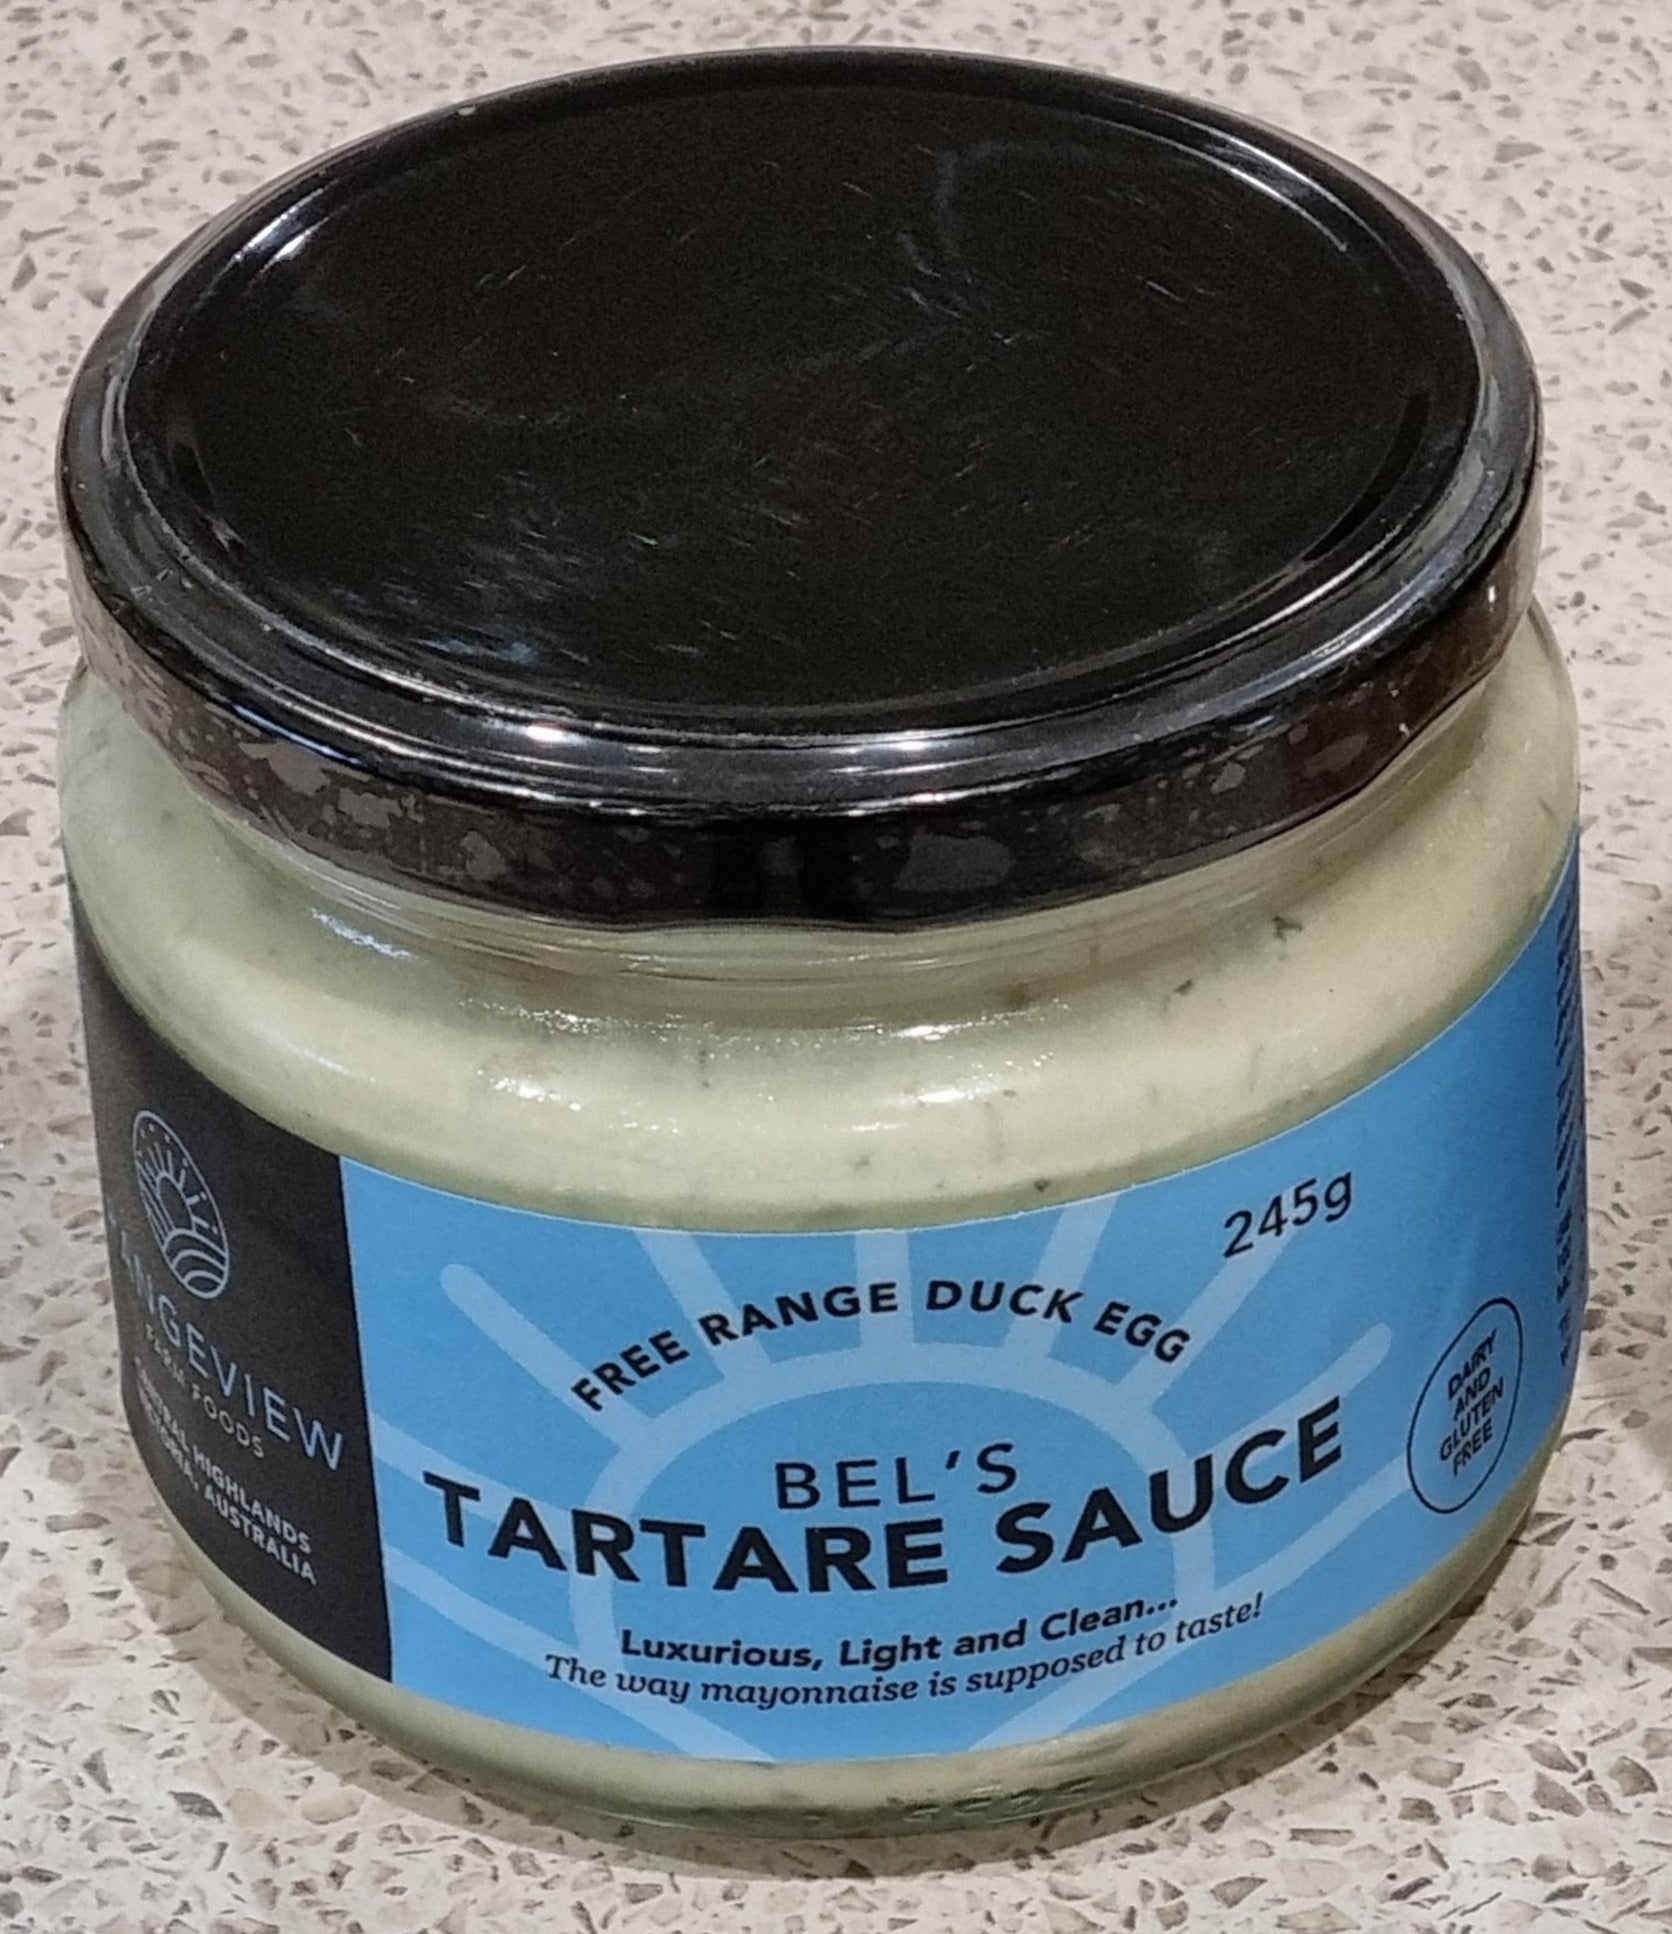 245g
FREE RANGE DUCK EGG
BEL'S
TARTARE SAUCE
Luxurious, Light and Clean...
The way mayonnaise is supposed to taste!
DAIRY
AND
GLUTEN
FREE
FARM FOODS
HIGHLANDS
AUSTRALIA